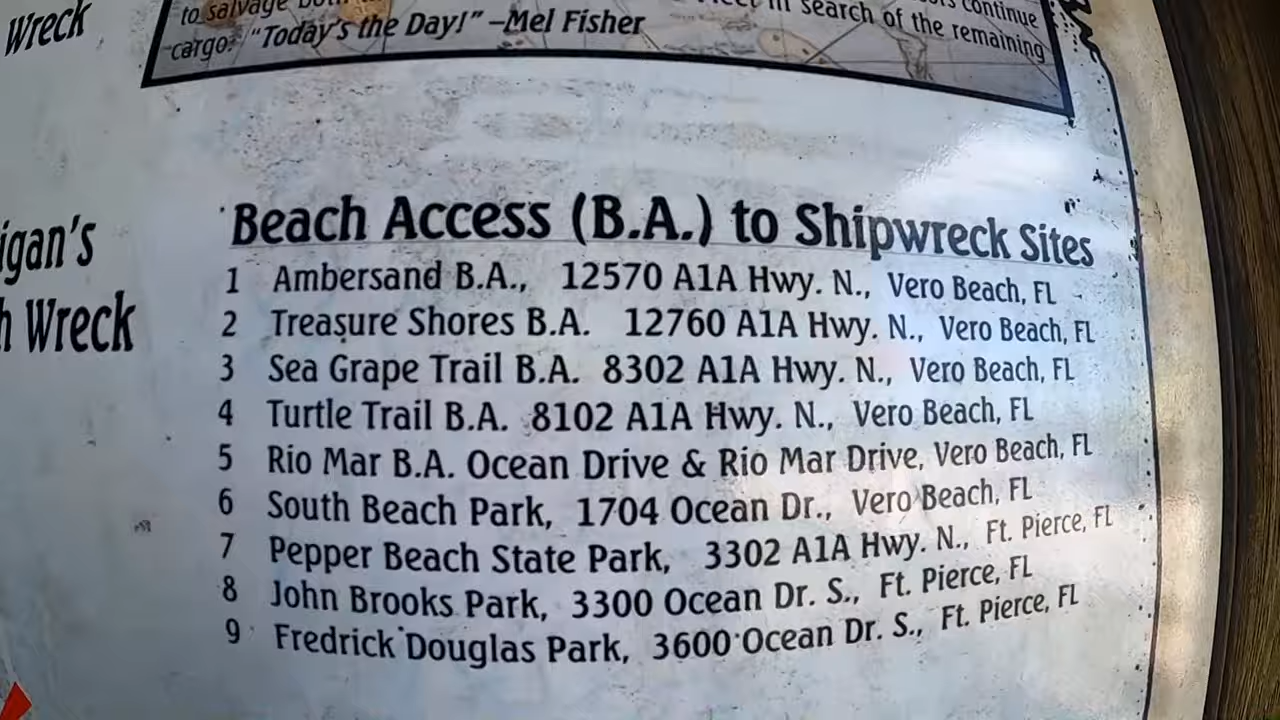 Wreck
to salvage
search of the remaining
continue
cargo. "Today's the Day!" –Mel Fisher
igan's
Wreck
Beach Access (B.A.) to Shipwreck Sites
1 Ambersand B.A., 12570 A1A Hwy. N., Vero Beach, FL
2 Treasure Shores B.A. 12760 A1A Hwy. N., Vero Beach, FL
3 Sea Grape Trail B.A. 8302 A1A Hwy. N., Vero Beach, FL
4 Turtle Trail B.A. 8102 A1A Hwy. N., Vero Beach, FL
5 Rio Mar B.A. Ocean Drive & Rio Mar Drive, Vero Beach, FL
6 South Beach Park, 1704 Ocean Dr., Vero Beach, FL
7 Pepper Beach State Park, 3302 A1A Hwy. N., Ft. Pierce, FL
8 John Brooks Park, 3300 Ocean Dr. S., Ft. Pierce, FL
9 Fredrick Douglas Park, 3600 Ocean Dr. S., Ft. Pierce, FL